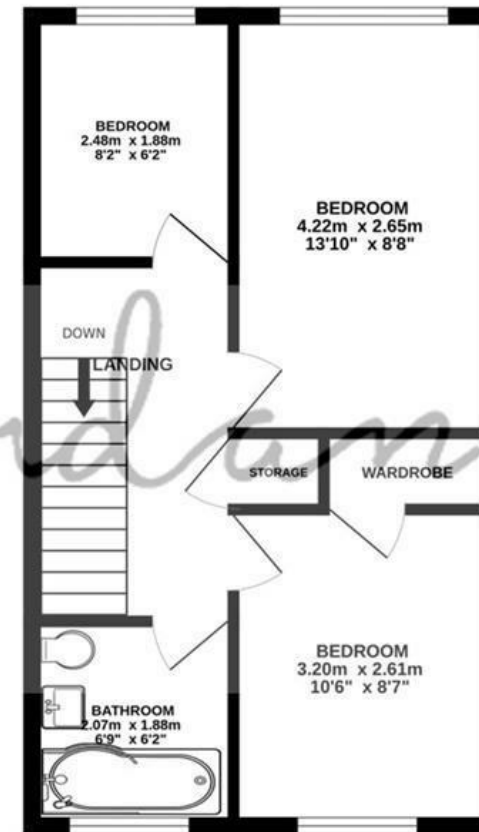 BEDROOM
2.48m x 1.88m
8'2" x 6'2"
BEDROOM
4.22m x 2.65m
13'10" x 8'8"
DOWN
LANDING
STORAGE
WARDROBE
BEDROOM
3.20m x 2.61m
10'6" x 8'7"
BATHROOM
2.07m x 1.88m
6'9" x 6'2"